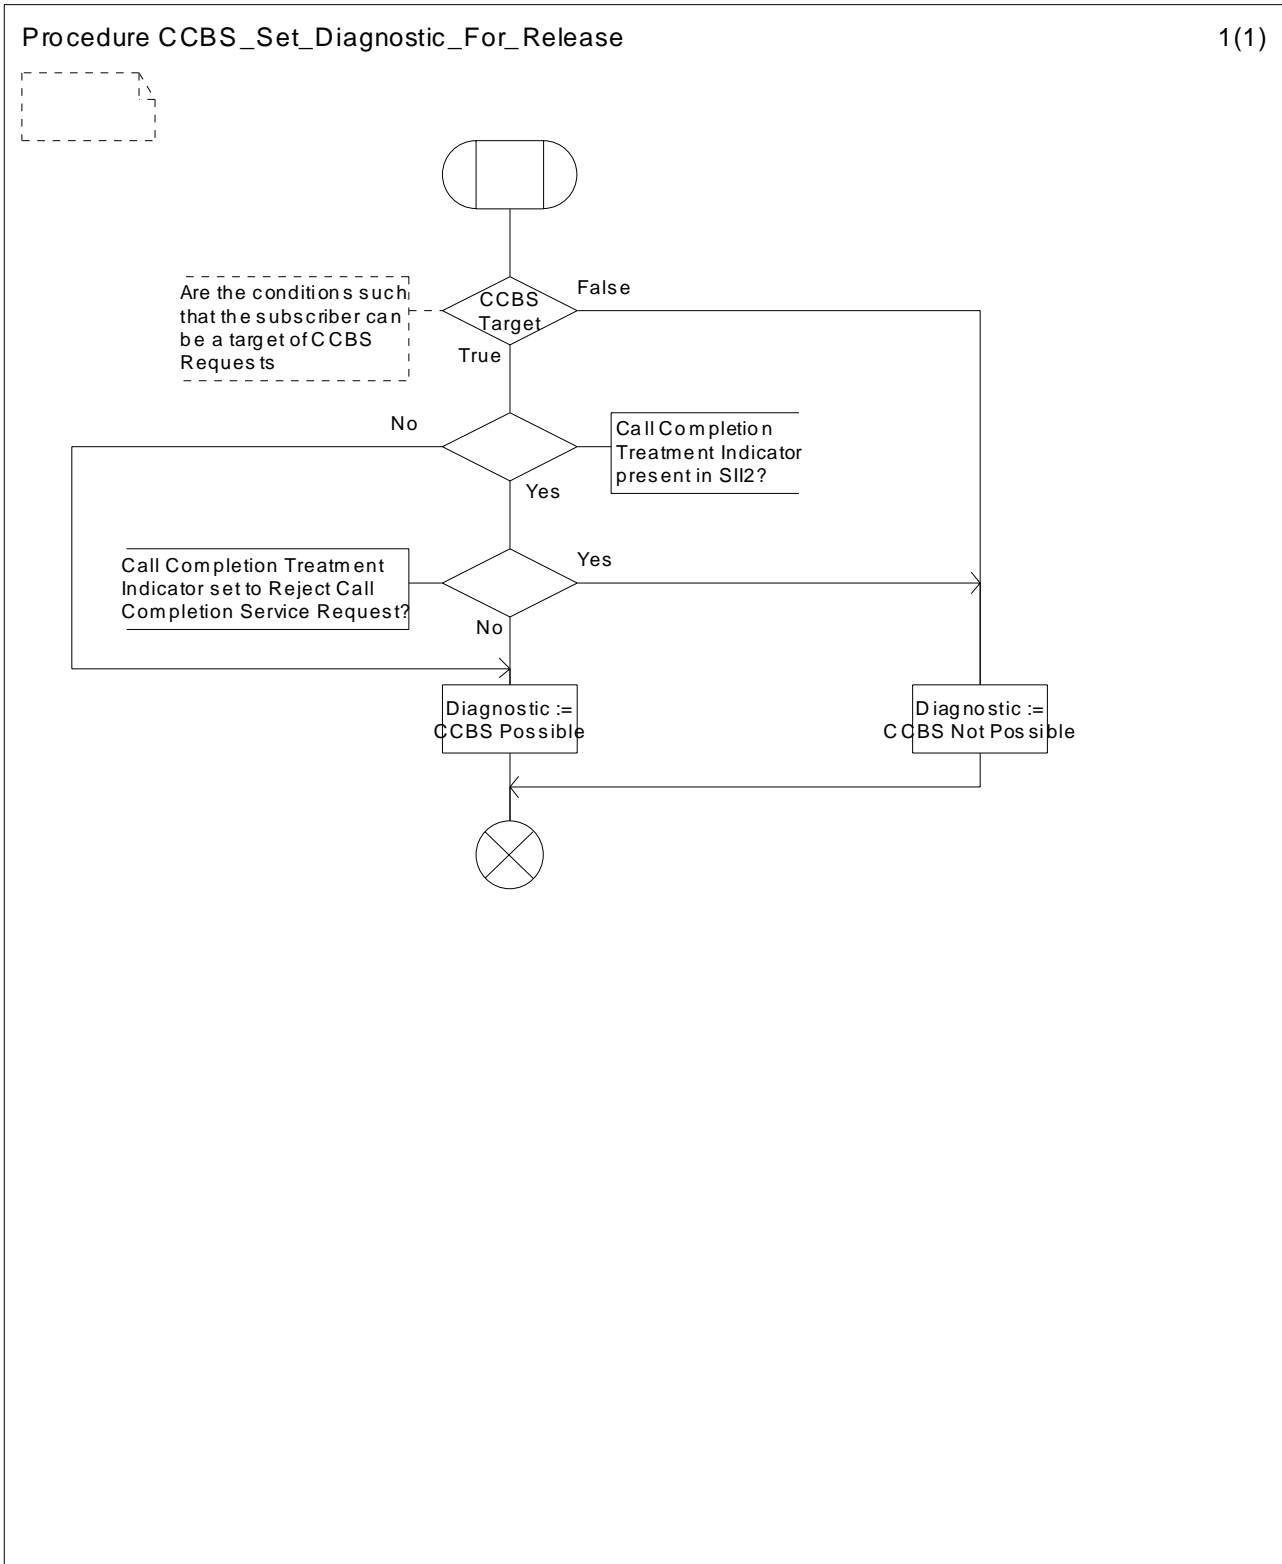 Procedure CCBS_Set_Diagnostic_For_Release
1(1)
Are the conditions such
that the subscriber can
be a target of CCBS
Requests
CCBS
Target
False
True
No
Call Completion
Treatment Indicator
present in SII2?
Yes
Call Completion Treatment
Indicator set to Reject Call
Completion Service Request?
Yes
No
Diagnostic :=
CCBS Possible
Diagnostic :=
CCBS Not Possible